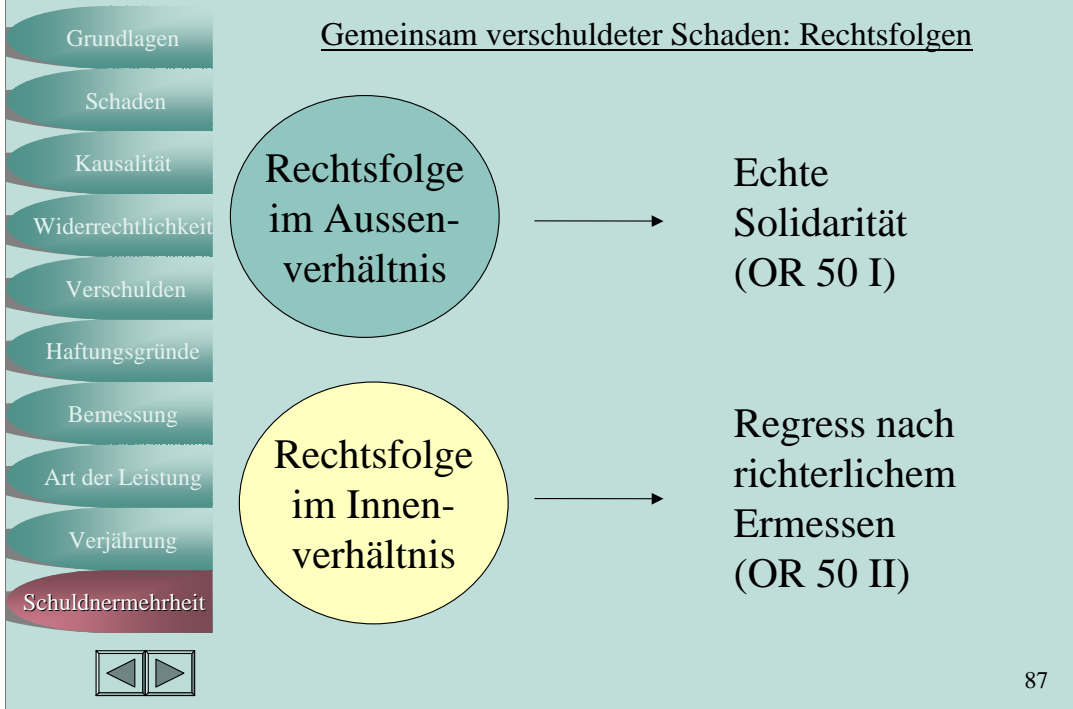 Grundlagen
Schaden
Kausalität
Widerrechtlichkeit
Verschulden
Haftungsgründe
Bemessung
Art der Leistung
Verjährung
Schuldnermehrheit
Gemeinsam verschuldeter Schaden: Rechtsfolgen
Rechtsfolge
im Aussen-
verhältnis
Echte
Solidarität
(OR 50 I)
Rechtsfolge
im Innen-
verhältnis
Regress nach
richterlichem
Ermessen
(OR 50 II)
87